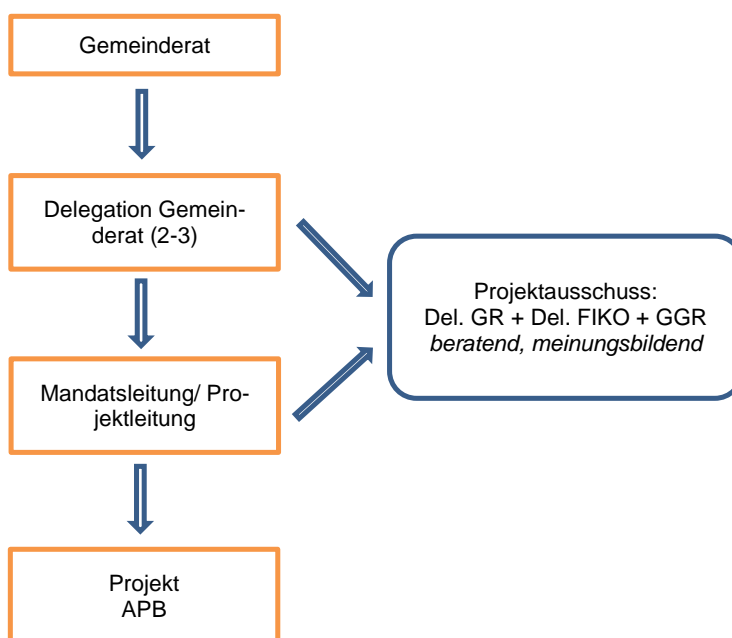 Gemeinderat
Delegation Gemein-
derat (2-3)
Projektausschuss:
Del. GR + Del. FIKO + GGR
beratend, meinungsbildend
Mandatsleitung/ Pro-
jektleitung
Projekt
APB